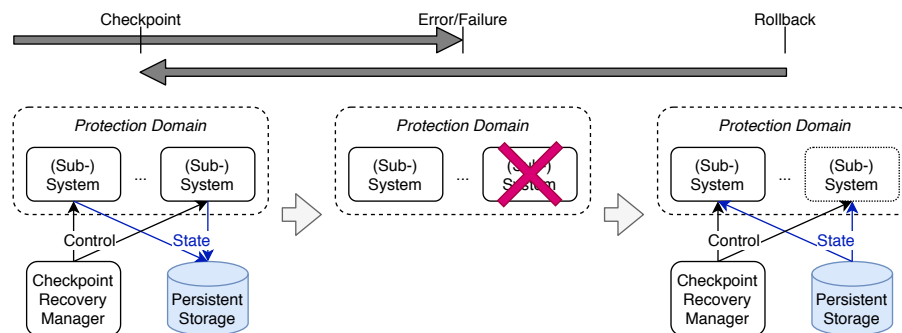 Checkpoint Error/Failure Rollback
Protection Domain
(Sub-)
System
...
(Sub-)
System
Control State
Checkpoint
Recovery
Manager
Persistent
Storage
Protection Domain
(Sub-)
System
...
(Sub-)
System
Protection Domain
(Sub-)
System
...
(Sub-)
System
Control State
Checkpoint
Recovery
Manager
Persistent
Storage